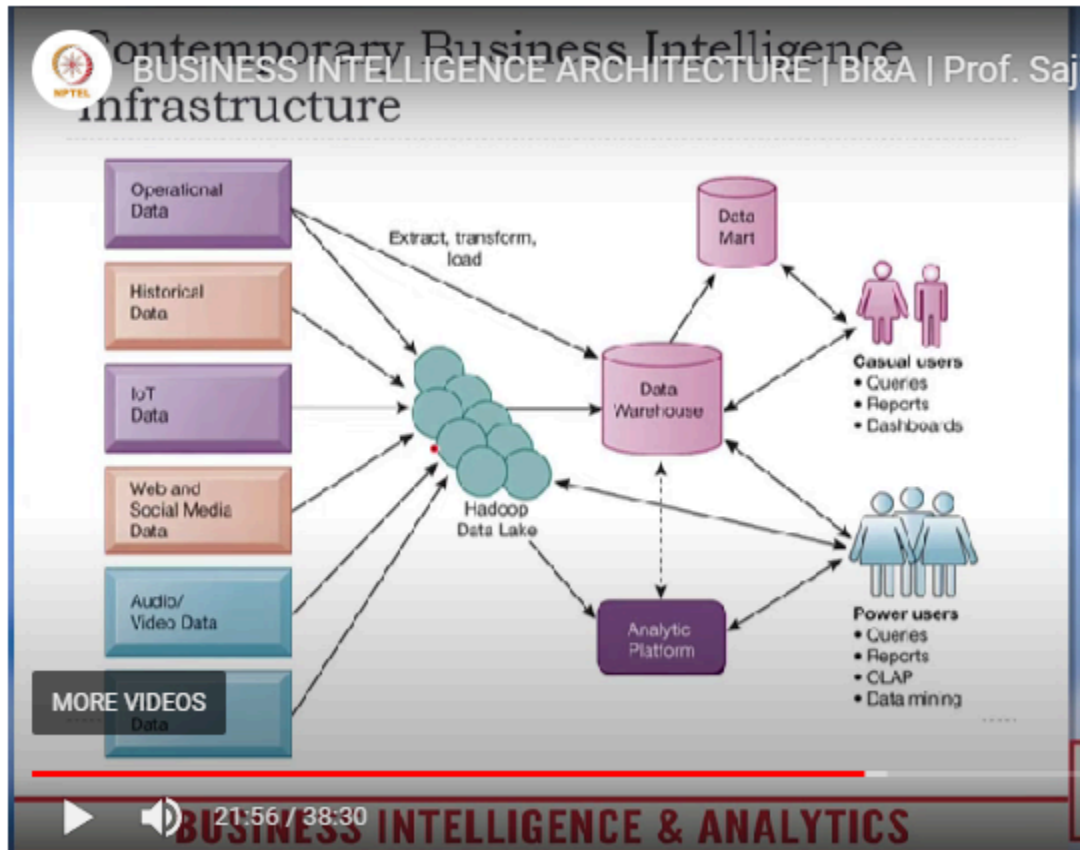 Contemporary Business Intelligence
Infrastructure
NPTEL
BUSINESS INTELLIGENCE ARCHITECTURE | BI&A | Prof. Saj
Operational
Data
Historical
Data
IoT
Data
Web and
Social Media
Data
Audio/
Video Data
Data
MORE VIDEOS
Extract, transform,
load
Hadoop
Data Lake
Data
Mart
Data
Warehouse
Analytic
Platform
Casual users
• Queries
• Reports
• Dashboards
Power users
• Queries
• Reports
• OLAP
• Data mining
21:56 / 38:30
BUSINESS INTELLIGENCE & ANALYTICS